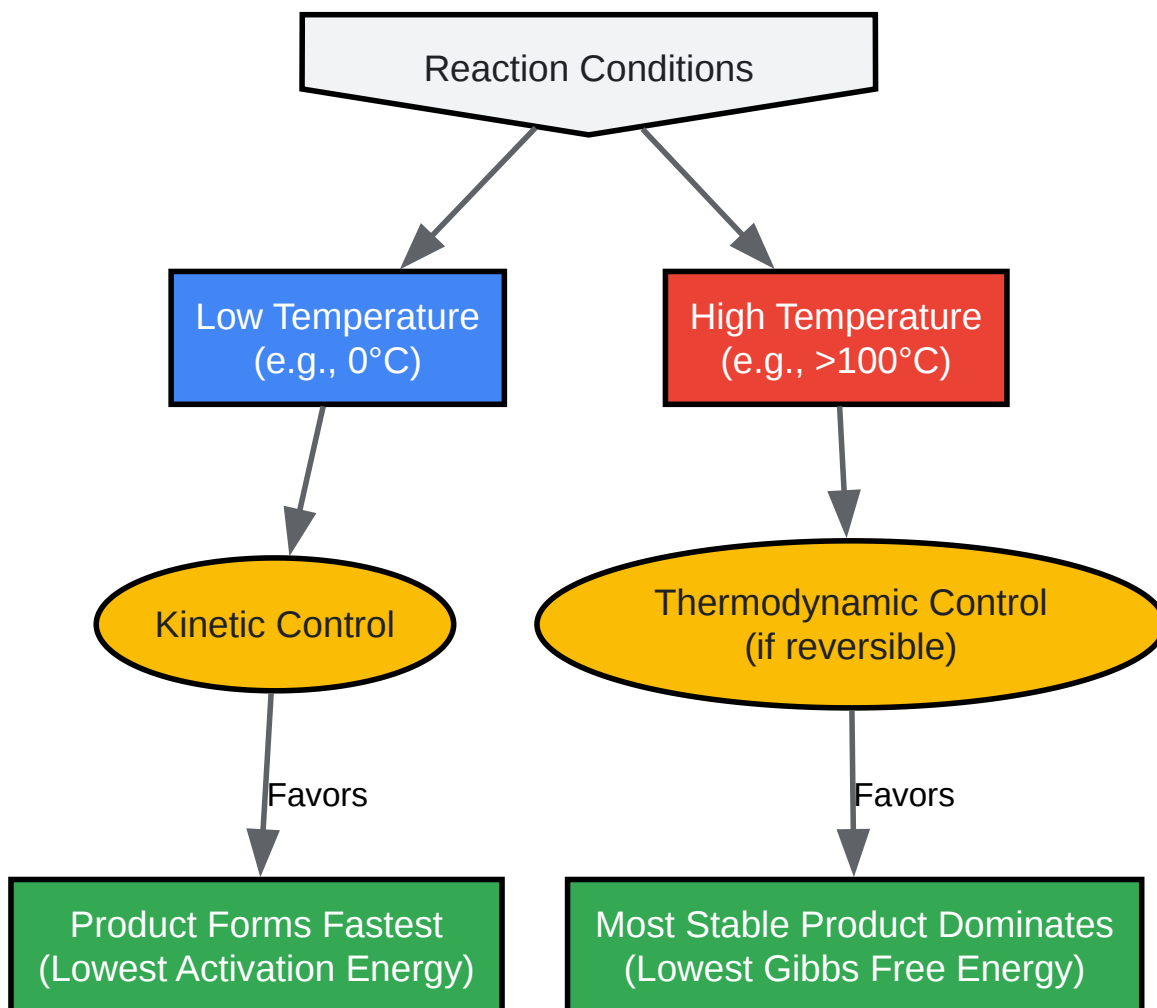 Reaction Conditions
Low Temperature
(e.g., 0°C)
High Temperature
(e.g., >100°C)
Kinetic Control
Thermodynamic Control
(if reversible)
Favors
Favors
Product Forms Fastest
(Lowest Activation Energy)
Most Stable Product Dominates
(Lowest Gibbs Free Energy)